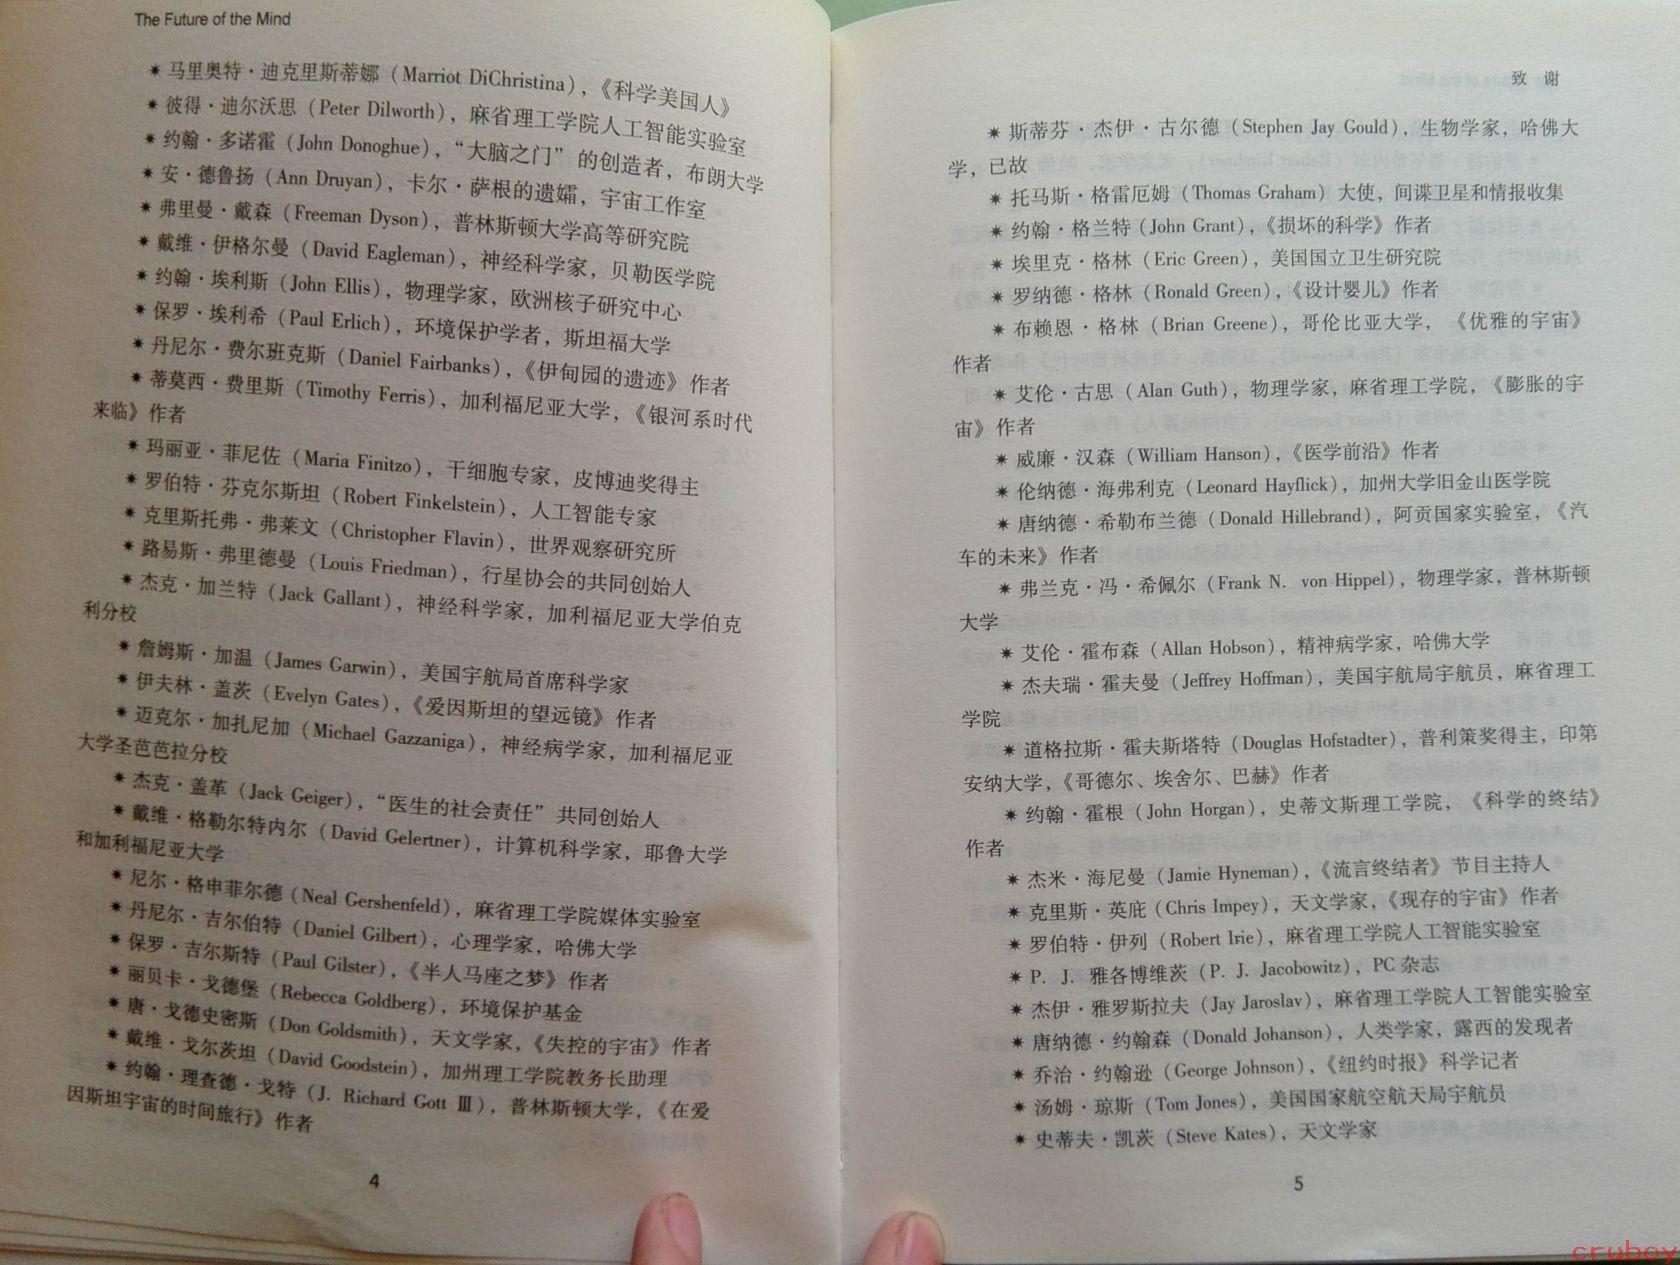 The Future of the Mind
✷ 马里奥特·迪克里斯蒂娜（Marriot DiChristina），《科学美国人》
✷ 彼得·迪尔沃思（Peter Dilworth），麻省理工学院人工智能实验室
✷ 约翰·多诺霍（John Donoghue），“大脑之门”的创造者，布朗大学
✷ 安·德鲁扬（Ann Druyan），卡尔·萨根的遗孀，宇宙工作室
✷ 弗里曼·戴森（Freeman Dyson），普林斯顿大学高等研究院
✷ 戴维·伊格尔曼（David Eagleman），神经科学家，贝勒医学院
✷ 约翰·埃利斯（John Ellis），物理学家，欧洲核子研究中心
✷ 保罗·埃利希（Paul Erlich），环境保护学者，斯坦福大学
✷ 丹尼尔·费尔班克斯（Daniel Fairbanks），《伊甸园的遗迹》作者
✷ 蒂莫西·费里斯（Timothy Ferris），加利福尼亚大学，《银河系时代
来临》作者
✷ 玛丽亚·菲尼佐（Maria Finitzo），干细胞专家，皮博迪奖得主
✷ 罗伯特·芬克尔斯坦（Robert Finkelstein），人工智能专家
✷ 克里斯托弗·弗莱文（Christopher Flavin），世界观察研究所
✷ 路易斯·弗里德曼（Louis Friedman），行星协会的共同创始人
✷ 杰克·加兰特（Jack Gallant），神经科学家，加利福尼亚大学伯克
利分校
✷ 詹姆斯·加温（James Garwin），美国宇航局首席科学家
✷ 伊夫林·盖茨（Evelyn Gates），《爱因斯坦的望远镜》作者
✷ 迈克尔·加扎尼加（Michael Gazzaniga），神经病学家，加利福尼亚
大学圣芭芭拉分校
✷ 杰克·盖革（Jack Geiger），“医生的社会责任”共同创始人
✷ 戴维·格勒尔特内尔（David Gelertner），计算机科学家，耶鲁大学
和加利福尼亚大学
✷ 尼尔·格申菲尔德（Neal Gershenfeld），麻省理工学院媒体实验室
✷ 丹尼尔·吉尔伯特（Daniel Gilbert），心理学家，哈佛大学
✷ 保罗·吉尔斯特（Paul Gilster），《半人马座之梦》作者
✷ 丽贝卡·戈德堡（Rebecca Goldberg），环境保护基金
✷ 唐·戈德史密斯（Don Goldsmith），天文学家，《失控的宇宙》作者
✷ 戴维·戈尔茨坦（David Goodstein），加州理工学院教务长助理
✷ 约翰·理查德·戈特（J. Richard Gott Ⅲ），普林斯顿大学，《在爱
因斯坦宇宙的时间旅行》作者
4
致 谢
✷ 斯蒂芬·杰伊·古尔德（Stephen Jay Gould），生物学家，哈佛大
学，已故
✷ 托马斯·格雷厄姆（Thomas Graham）大使，间谍卫星和情报收集
✷ 约翰·格兰特（John Grant），《损坏的科学》作者
✷ 埃里克·格林（Eric Green），美国国立卫生研究院
✷ 罗纳德·格林（Ronald Green），《设计婴儿》作者
✷ 布赖恩·格林（Brian Greene），哥伦比亚大学，《优雅的宇宙》
作者
✷ 艾伦·古思（Alan Guth），物理学家，麻省理工学院，《膨胀的宇
宙》作者
✷ 威廉·汉森（William Hanson），《医学前沿》作者
✷ 伦纳德·海弗利克（Leonard Hayflick），加州大学旧金山医学院
✷ 唐纳德·希勒布兰德（Donald Hillebrand），阿贡国家实验室，《汽
车的未来》作者
✷ 弗兰克·冯·希佩尔（Frank N. von Hippel），物理学家，普林斯顿
大学
✷ 艾伦·霍布森（Allan Hobson），精神病学家，哈佛大学
✷ 杰夫瑞·霍夫曼（Jeffrey Hoffman），美国宇航局宇航员，麻省理工
学院
✷ 道格拉斯·霍夫斯塔特（Douglas Hofstadter），普利策奖得主，印第
安纳大学，《哥德尔、埃舍尔、巴赫》作者
✷ 约翰·霍根（John Horgan），史蒂文斯理工学院，《科学的终结》
作者
✷ 杰米·海尼曼（Jamie Hyneman），《流言终结者》节目主持人
✷ 克里斯·英庇（Chris Impey），天文学家，《现存的宇宙》作者
✷ 罗伯特·伊列（Robert Irie），麻省理工学院人工智能实验室
✷ P. J. 雅各博维茨（P. J. Jacobowitz），PC 杂志
✷ 杰伊·雅罗斯拉夫（Jay Jaroslav），麻省理工学院人工智能实验室
✷ 唐纳德·约翰森（Donald Johanson），人类学家，露西的发现者
✷ 乔治·约翰逊（George Johnson），《纽约时报》科学记者
✷ 汤姆·琼斯（Tom Jones），美国国家航空航天局宇航员
✷ 史蒂夫·凯茨（Steve Kates），天文学家
5
cruboy